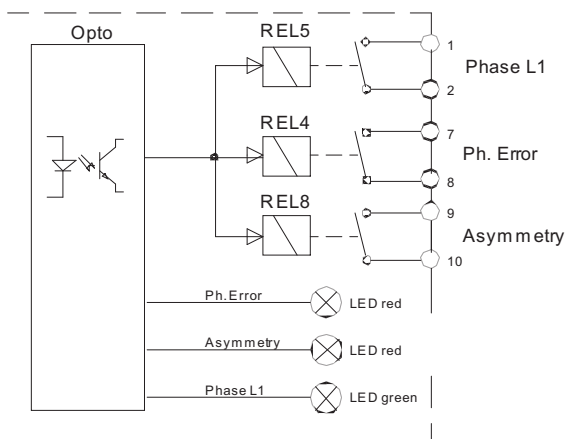 Opto
REL5
1
Phase L1
2
REL4
7
Ph. Error
8
REL8
9
Asymmetry
10
Ph.Error
LED red
Asymmetry
LED red
Phase L1
LED green